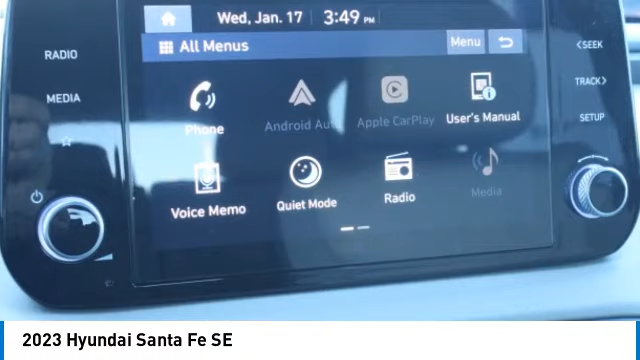 Wed, Jan. 17 3:49 PM
All Menus Menu
RADIO
MEDIA
< SEEK
TRACK >
SETUP
Phone Android Auto Apple CarPlay User's Manual
Voice Memo Quiet Mode Radio Media
2023 Hyundai Santa Fe SE